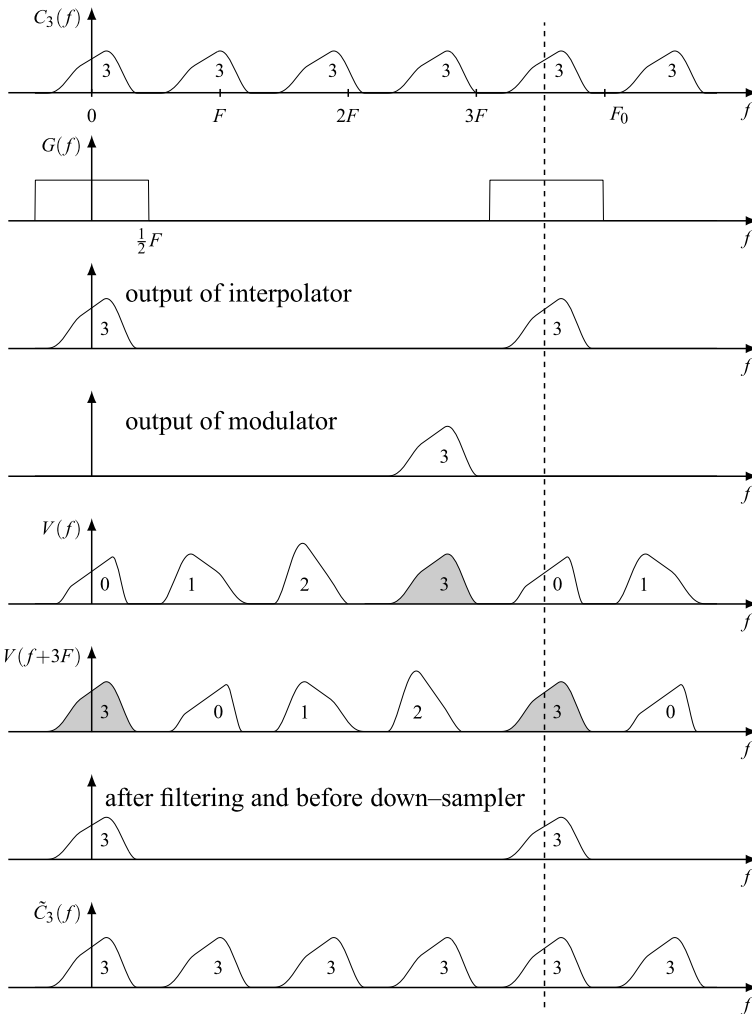 C₃(f)
3 3 3 3 3 3
0 F 2F 3F F₀ f
G(f)
½F f
output of interpolator
3 3
f
output of modulator
3
f
V(f)
0 1 2 3 0 1
f
V(f+3F)
3 0 1 2 3 0
f
after filtering and before down–sampler
3 3
f
C̃₃(f)
3 3 3 3 3 3
f